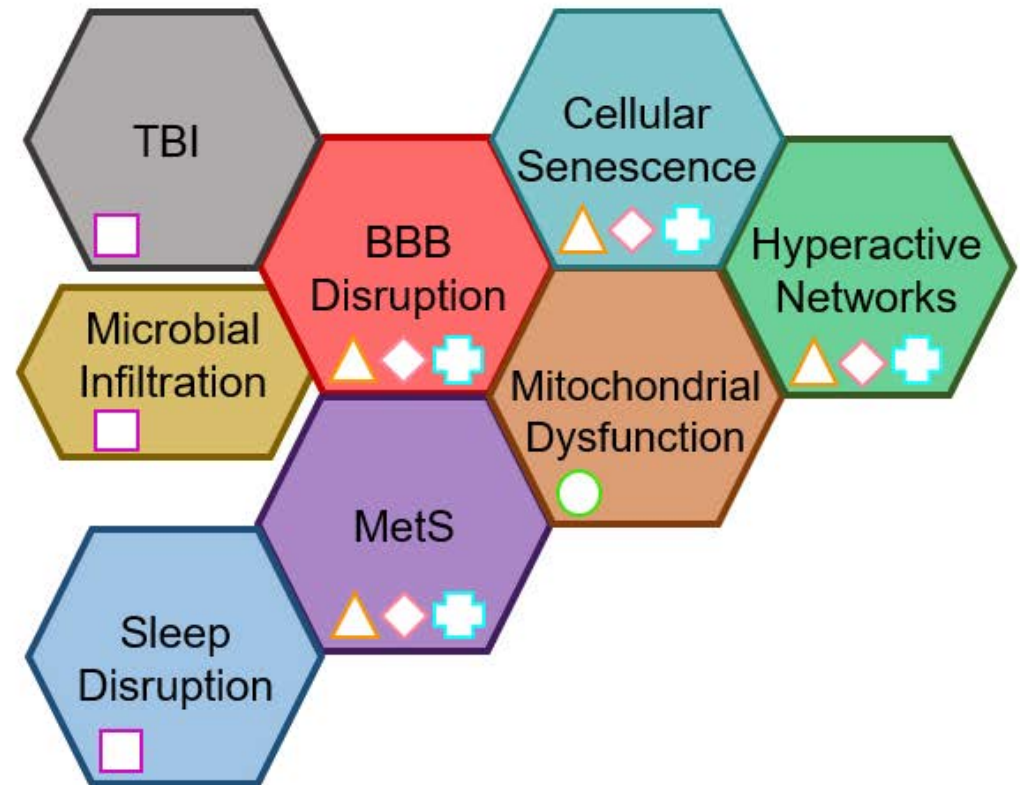 TBI
Cellular
Senescence
BBB
Disruption
Hyperactive
Networks
Microbial
Infiltration
Mitochondrial
Dysfunction
MetS
Sleep
Disruption